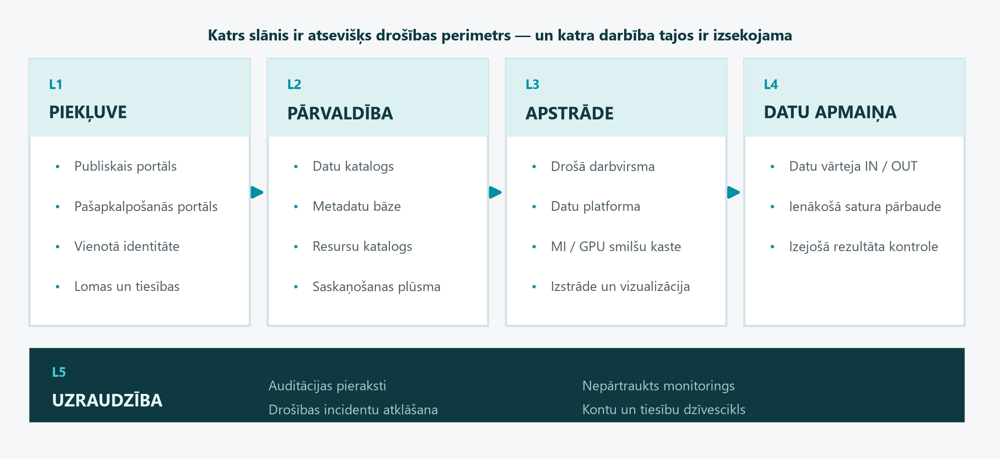 Katrs slānis ir atsevišķs drošības perimetrs — un katra darbība tajos ir izsekojama
L1
PIEKĻUVE
• Publiskais portāls
• Pašapkalpošanās portāls
• Vienotā identitāte
• Lomas un tiesības
L2
PĀRVALDĪBA
• Datu katalogs
• Metadatu bāze
• Resursu katalogs
• Saskaņošanas plūsma
L3
APSTRĀDE
• Drošā darbvirsma
• Datu platforma
• MI / GPU smilšu kaste
• Izstrāde un vizualizācija
L4
DATU APMAIŅA
• Datu vārteja IN / OUT
• Ienākošā satura pārbaude
• Izejošā rezultāta kontrole
L5
UZRAUDZĪBA
Auditācijas pieraksti
Drošības incidentu atklāšana
Nepārtraukts monitorings
Kontu un tiesību dzīvescikls